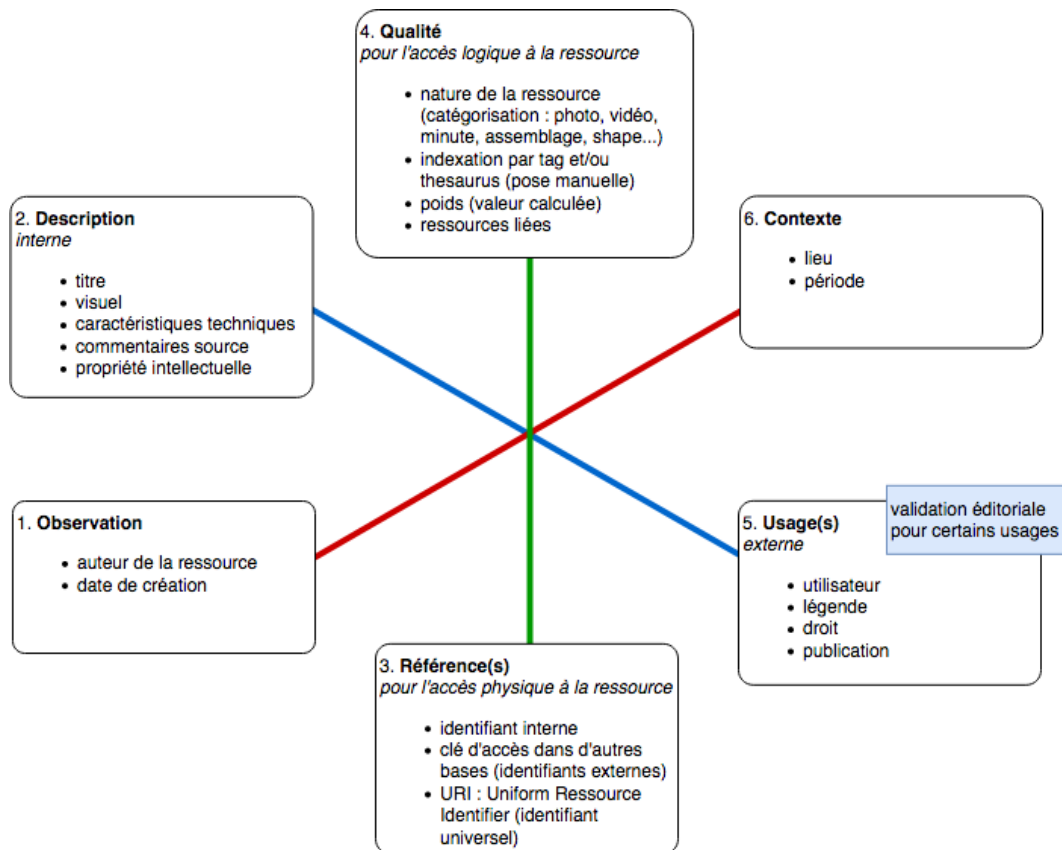 4. Qualité
pour l'accès logique à la ressource
• nature de la ressource
(catégorisation : photo, vidéo,
minute, assemblage, shape...)
• indexation par tag et/ou
thesaurus (pose manuelle)
• poids (valeur calculée)
• ressources liées
2. Description
interne
• titre
• visuel
• caractéristiques techniques
• commentaires source
• propriété intellectuelle
6. Contexte
• lieu
• période
1. Observation
• auteur de la ressource
• date de création
validation éditoriale
pour certains usages
5. Usage(s)
externe
• utilisateur
• légende
• droit
• publication
3. Référence(s)
pour l'accès physique à la ressource
• identifiant interne
• clé d'accès dans d'autres
bases (identifiants externes)
• URI : Uniform Ressource
Identifier (identifiant
universel)